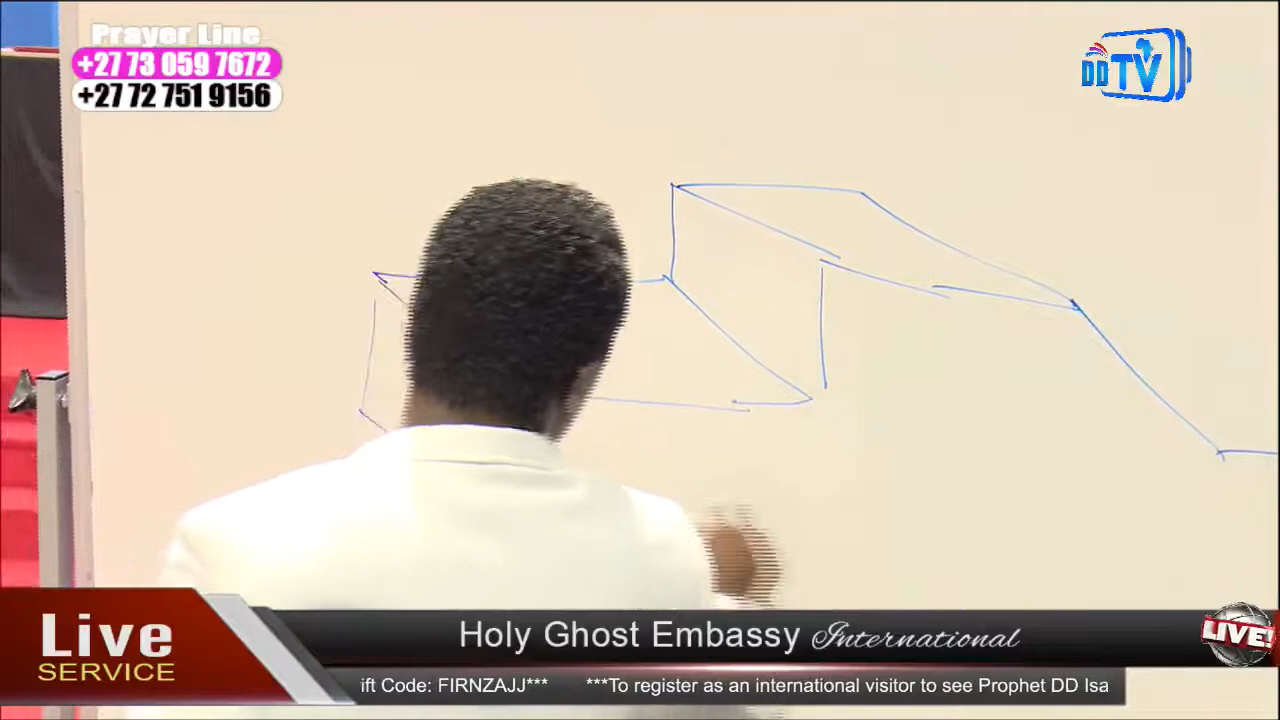 Prayer Line
+27 73 059 7672
+27 72 751 9156
DD TV
Live
SERVICE
Holy Ghost Embassy International
LIVE!
ift Code: FIRNZAJJ*** ***To register as an international visitor to see Prophet DD Isa